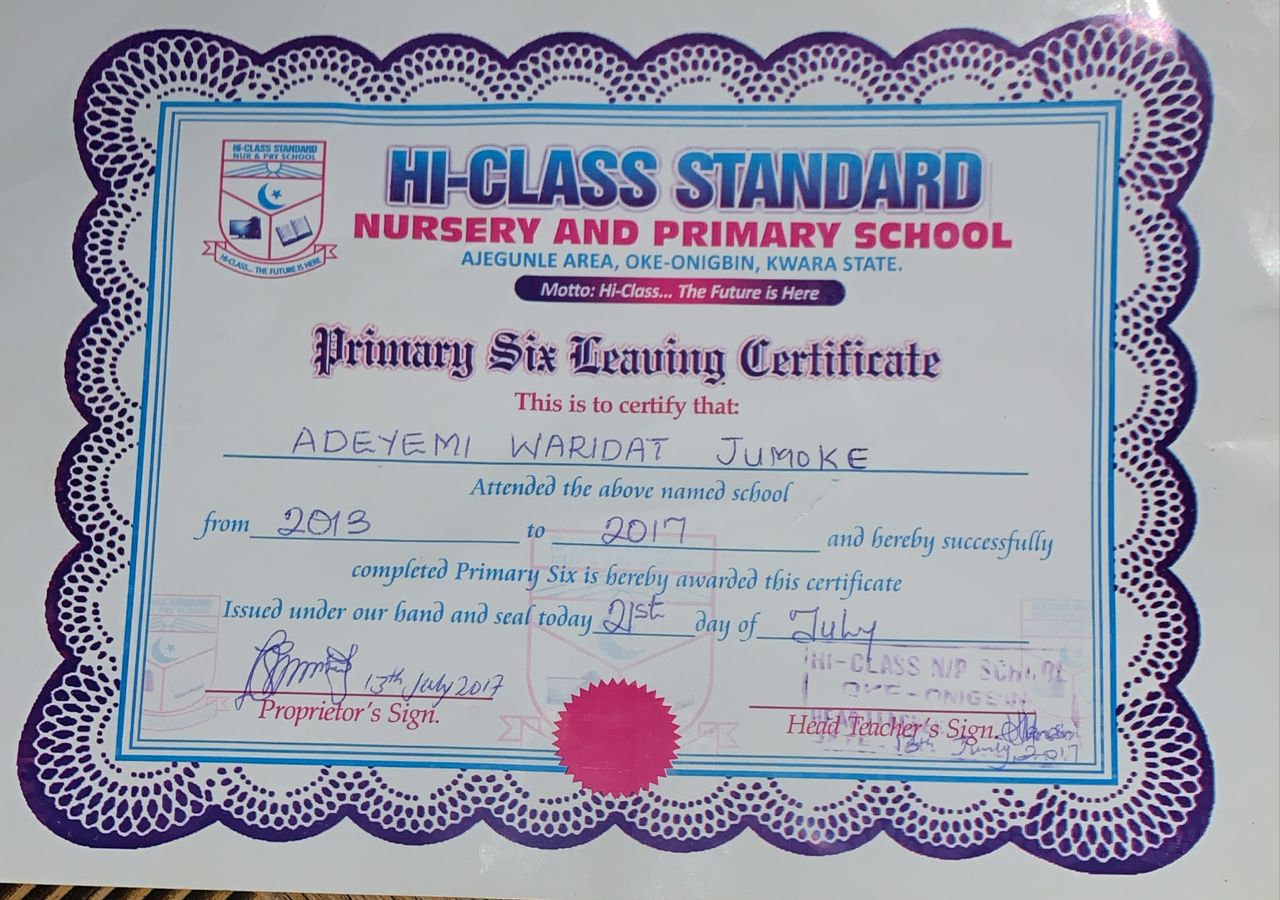 HI-CLASS STANDARD
NUR & PRY SCHOOL
HI-CLASS... THE FUTURE IS HERE
HI-CLASS STANDARD
NURSERY AND PRIMARY SCHOOL
AJEGUNLE AREA, OKE-ONIGBIN, KWARA STATE.
Motto: Hi-Class... The Future is Here
Primary Six Leaving Certificate
This is to certify that:
ADEYEMI WARIDAT JUMOKE
Attended the above named school
from 2013 to 2017 and hereby successfully
completed Primary Six is hereby awarded this certificate
Issued under our hand and seal today 21st day of July
HI-CLASS N/P SCHOOL
OKE-ONIGBIN
13th July 2017
Proprietor's Sign.
Head Teacher's Sign.
13th 2017